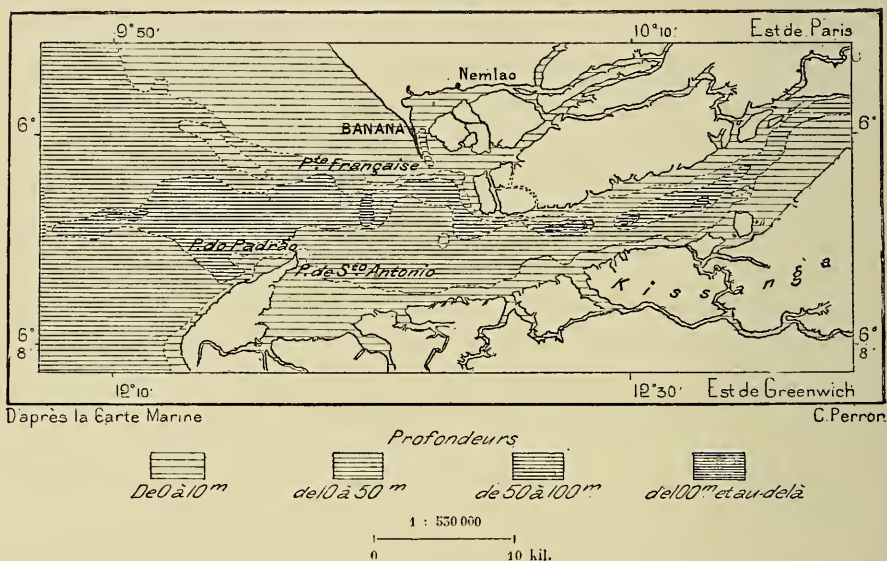 9°50'
10°10'
Est de Paris
Nemlao
6°
BANANA
6°
Pte Française
P. do Padrão
P. de Sto Antonio
Kissanga
6°
8'
6°
8'
12°10'
12°30'
Est de Greenwich
D'après la Carte Marine
C. Perron
Profondeurs
De 0 à 10m
de 10 à 50m
de 50 à 100m
de 100m et au-delà
1 : 530 000
0
10 kil.